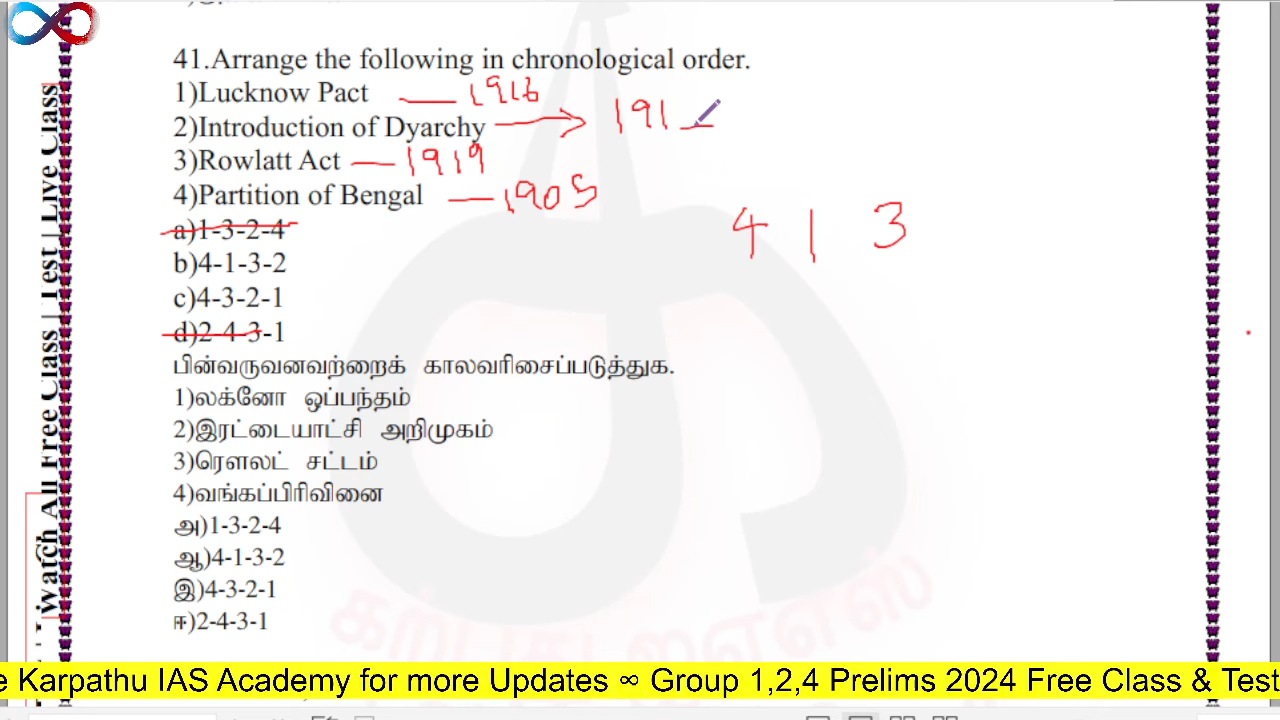 41.Arrange the following in chronological order.
1)Lucknow Pact — 1916
2)Introduction of Dyarchy → 191
3)Rowlatt Act — 1919
4)Partition of Bengal — 1905
4 1 3
a)1-3-2-4
b)4-1-3-2
c)4-3-2-1
d)2-4-3-1
பின்வருவனவற்றைக் காலவரிசைப்படுத்துக.
1)லக்னோ ஒப்பந்தம்
2)இரட்டையாட்சி அறிமுகம்
3)ரௌலட் சட்டம்
4)வங்கப்பிரிவினை
அ)1-3-2-4
ஆ)4-1-3-2
இ)4-3-2-1
ஈ)2-4-3-1
Watch All Free Class | Test | Live Class
e Karpathu IAS Academy for more Updates ∞ Group 1,2,4 Prelims 2024 Free Class & Test